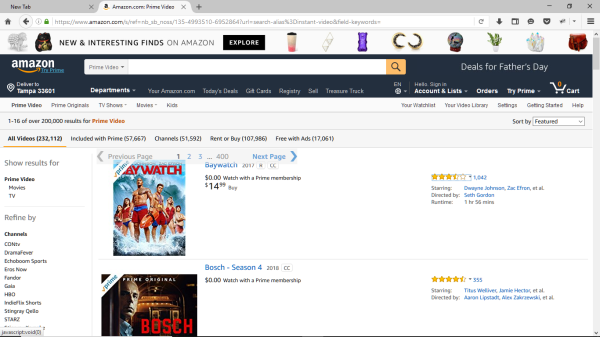 New Tab
Amazon.com: Prime Video
https://www.amazon.com/s/ref=nb_sb_noss/135-4993510-6952864?url=search-alias%3Dinstant-video&field-keywords=
Search
NEW & INTERESTING FINDS ON AMAZON EXPLORE
amazon
Try Prime
Prime Video
Deals for Father's Day
Deliver to
Tampa 33601
Departments
Your Amazon.com Today's Deals Gift Cards Registry Sell Treasure Truck
EN
Hello. Sign in
Account & Lists
Orders
Try Prime
0
Cart
Prime Video Prime Originals TV Shows Movies Kids
Your Watchlist Your Video Library Settings Getting Started Help
1-16 of over 200,000 results for Prime Video
Sort by Featured
All Videos (232,112) Included with Prime (57,667) Channels (51,592) Rent or Buy (107,986) Free with Ads (17,061)
Show results for
Prime Video
Movies
TV
Refine by
Channels
CONtv
DramaFever
Echoboom Sports
Eros Now
Fandor
Gaia
HBO
IndieFlix Shorts
Stingray Qello
STARZ
javascript:void(0)
Previous Page 1 2 3 ... 400 Next Page
prime
BAYWATCH
Baywatch 2017 R CC
$0.00 Watch with a Prime membership
$14.99 Buy
1,042
Starring: Dwayne Johnson, Zac Efron, et al.
Directed by: Seth Gordon
Runtime: 1 hr 56 mins
prime
PRIME ORIGINAL
BOSCH
Bosch - Season 4 2018 CC
$0.00 Watch with a Prime membership
355
Starring: Titus Welliver, Jamie Hector, et al.
Directed by: Aaron Lipstadt, Alex Zakrzewski, et al.